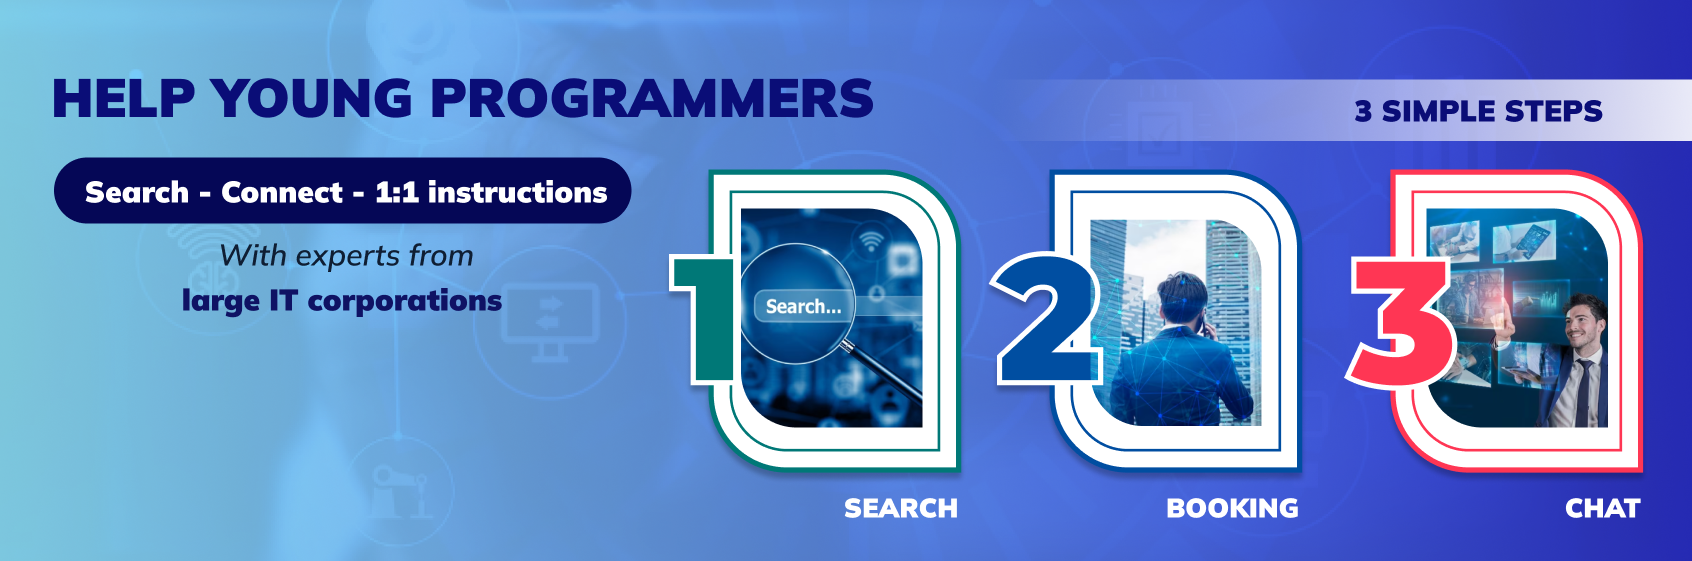 HELP YOUNG PROGRAMMERS
3 SIMPLE STEPS
Search - Connect - 1:1 instructions
With experts from
large IT corporations
1
Search...
2
3
SEARCH
BOOKING
CHAT